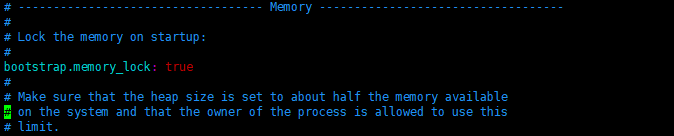 # ----------------------------------- Memory -----------------------------------
#
# Lock the memory on startup:
#
bootstrap.memory_lock: true
#
# Make sure that the heap size is set to about half the memory available
# on the system and that the owner of the process is allowed to use this
# limit.